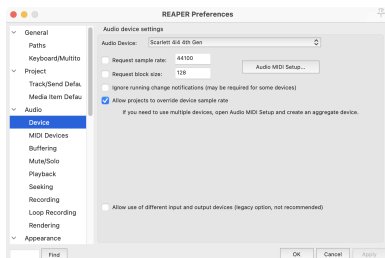 REAPER Preferences
General
Paths
Keyboard/Multito
Project
Track/Send Defau
Media Item Defau
Audio
Device
MIDI Devices
Buffering
Mute/Solo
Playback
Seeking
Recording
Loop Recording
Rendering
Appearance
Find
Audio device settings
Audio Device: Scarlett 4i4 4th Gen
Request sample rate: 44100
Request block size: 128
Audio MIDI Setup...
Ignore running change notifications (may be required for some devices)
Allow projects to override device sample rate
If you need to use multiple devices, open Audio MIDI Setup and create an aggregate device.
Allow use of different input and output devices (legacy option, not recommended)
OK Cancel Apply